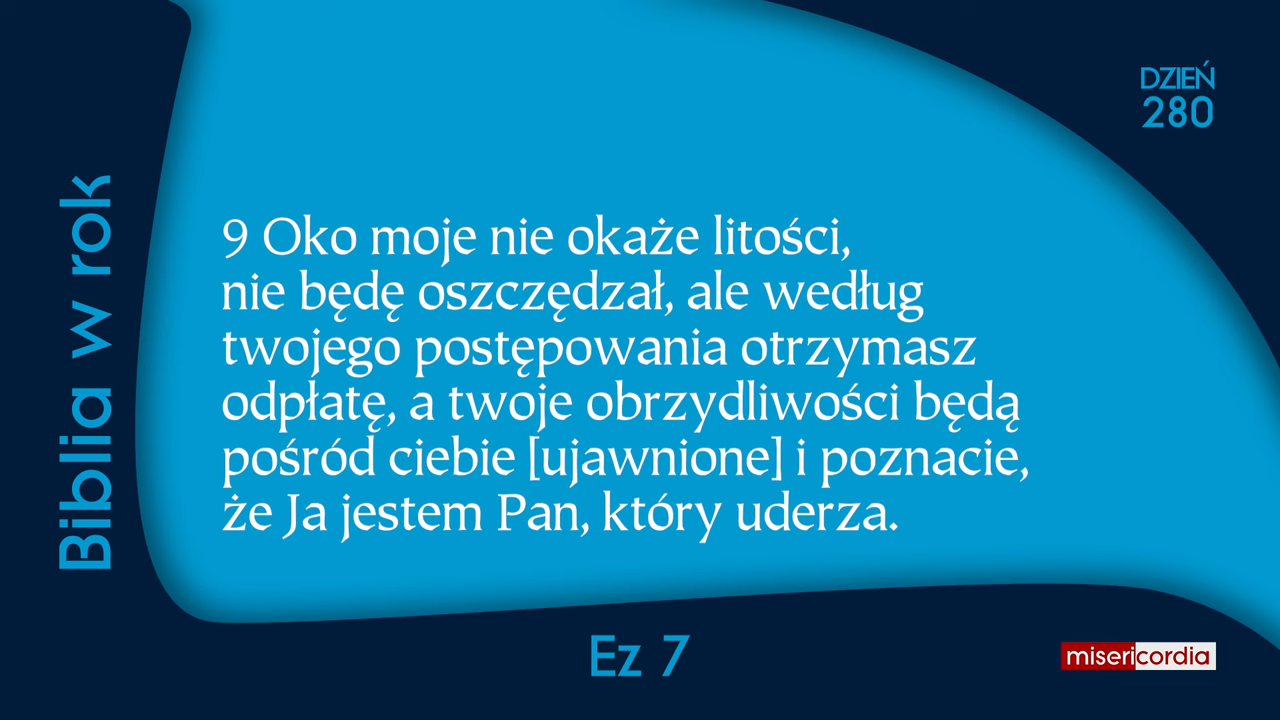 DZIEŃ
280
Biblia w rok
9 Oko moje nie okaże litości,
nie będę oszczędzał, ale według
twojego postępowania otrzymasz
odpłatę, a twoje obrzydliwości będą
pośród ciebie [ujawnione] i poznacie,
że Ja jestem Pan, który uderza.
Ez 7
misericordia